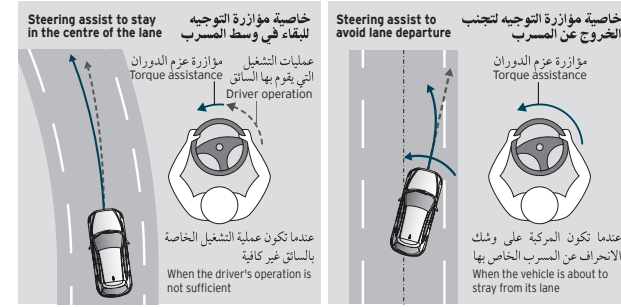 Steering assist to stay
in the centre of the lane
خاصية مؤازرة التوجيه
للبقاء في وسط المسرب
مؤازرة عزم الدوران
Torque assistance
عمليات التشغيل
التي يقوم بها السائق
Driver operation
عندما تكون عملية التشغيل الخاصة
بالسائق غير كافية
When the driver's operation is
not sufficient
Steering assist to
avoid lane departure
خاصية مؤازرة التوجيه لتجنب
الخروج عن المسرب
مؤازرة عزم الدوران
Torque assistance
عندما تكون المركبة على وشك
الانحراف عن المسرب الخاص بها
When the vehicle is about to
stray from its lane